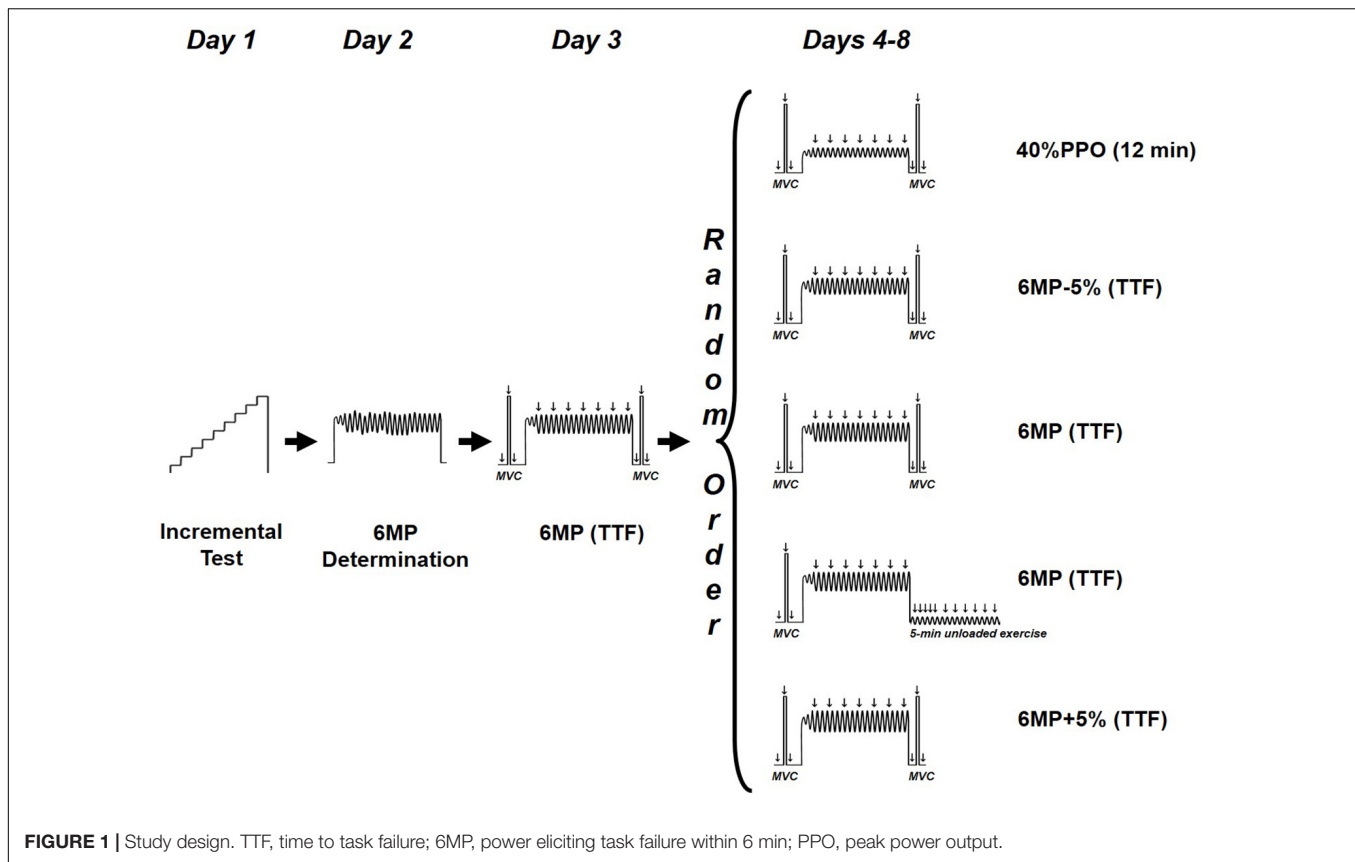 Day 1 Day 2 Day 3 Days 4-8
MVC MVC
40%PPO (12 min)
MVC MVC
6MP-5% (TTF)
MVC MVC
6MP (TTF)
MVC
5-min unloaded exercise
6MP (TTF)
MVC MVC
6MP+5% (TTF)
Random Order
MVC MVC
Incremental
Test
6MP
Determination
6MP (TTF)
FIGURE 1 | Study design. TTF, time to task failure; 6MP, power eliciting task failure within 6 min; PPO, peak power output.